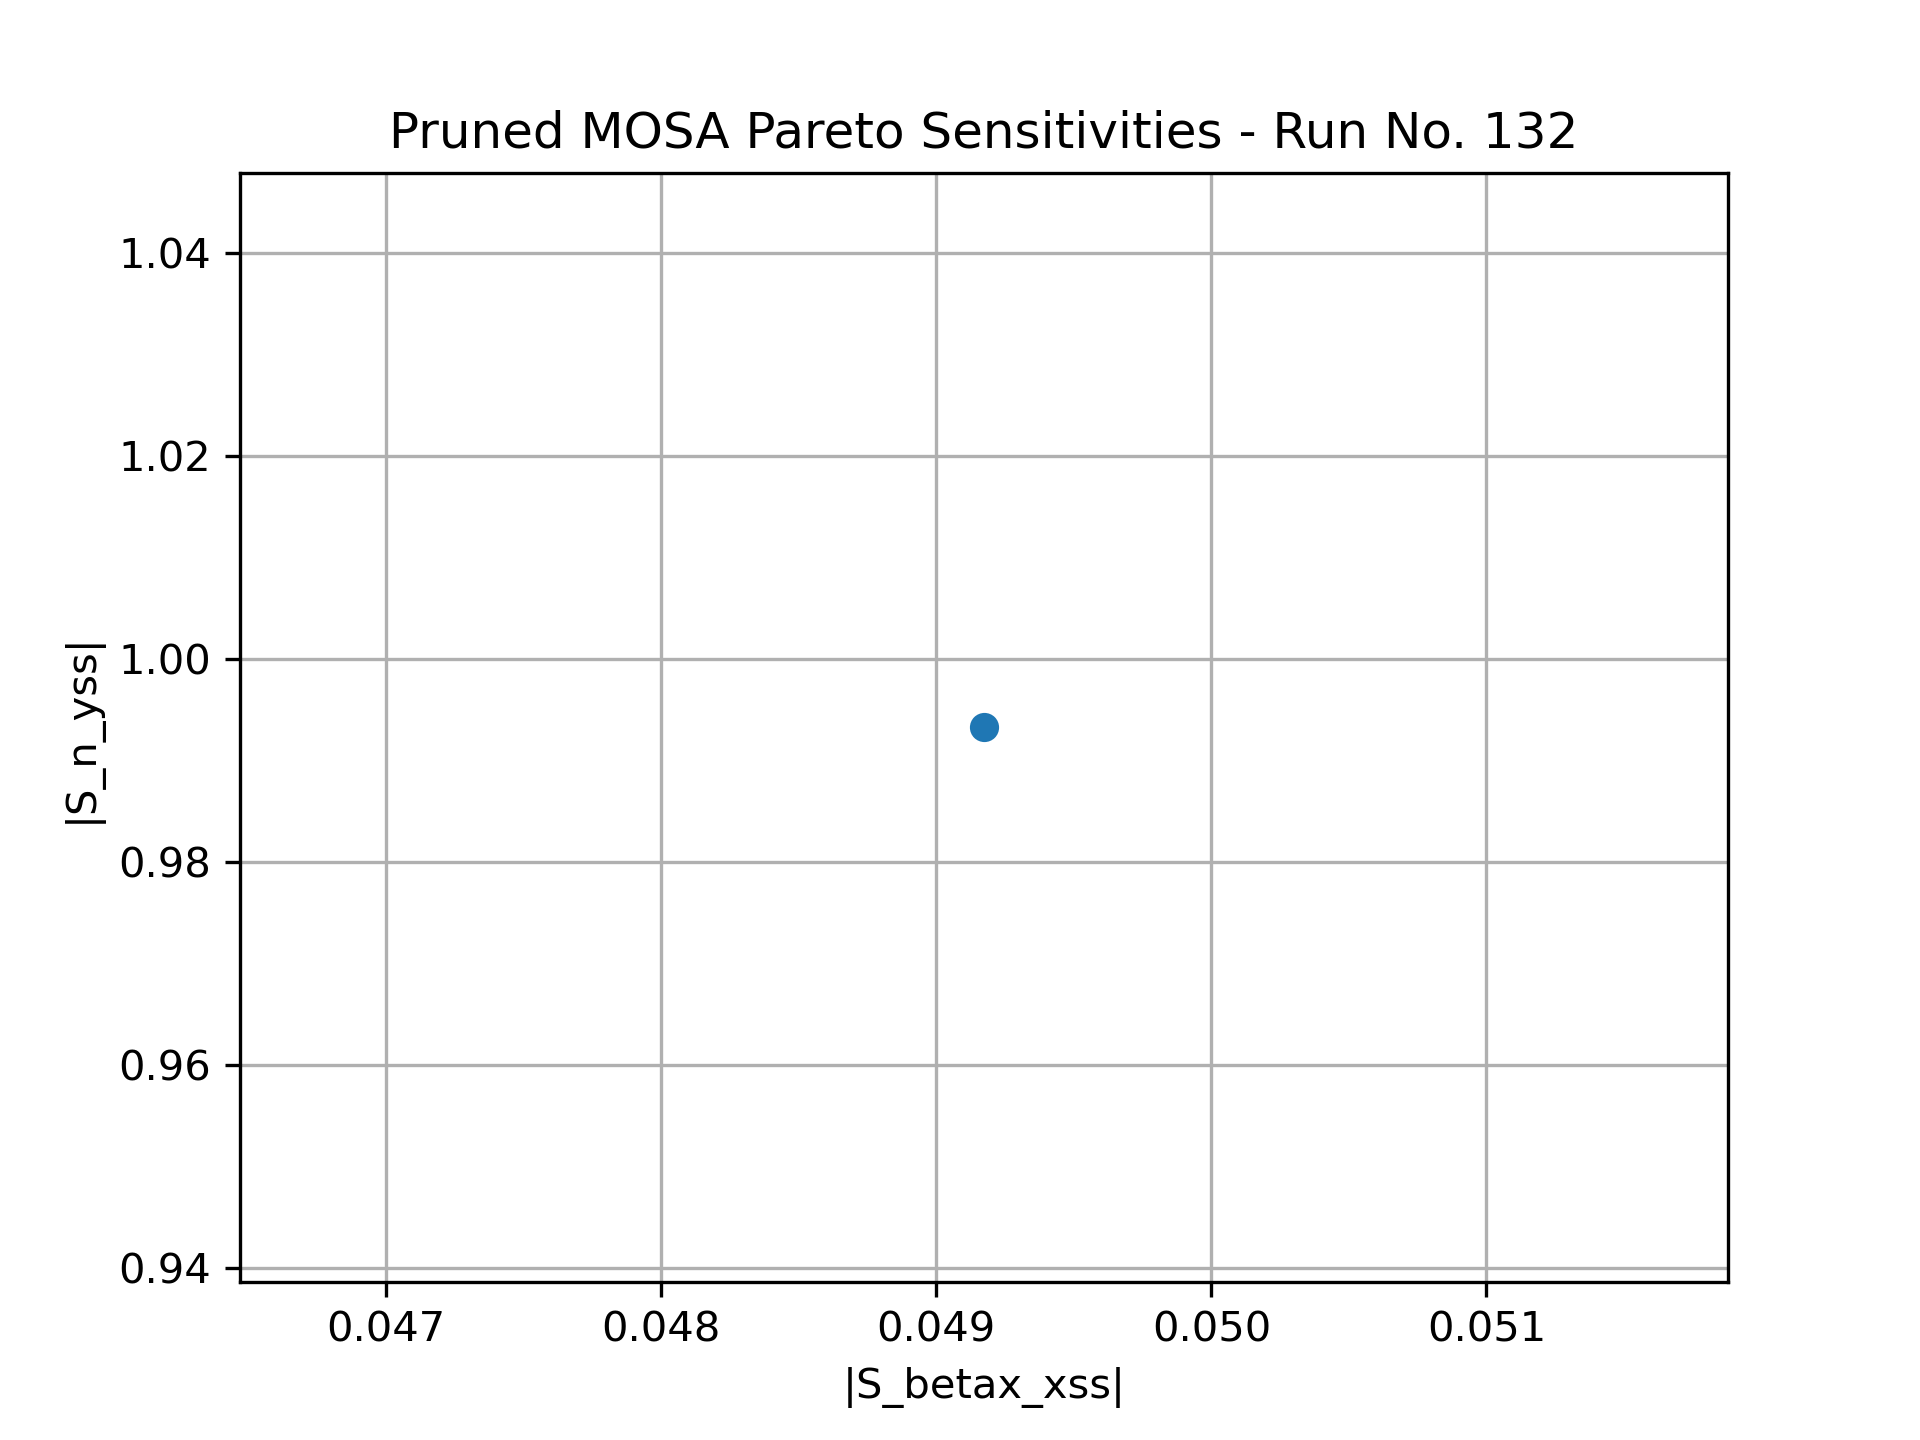 Pruned MOSA Pareto Sensitivities - Run No. 132
1.04
1.02
1.00
0.98
0.96
0.94
|S_n_yss|
0.047 0.048 0.049 0.050 0.051
|S_betax_xss|